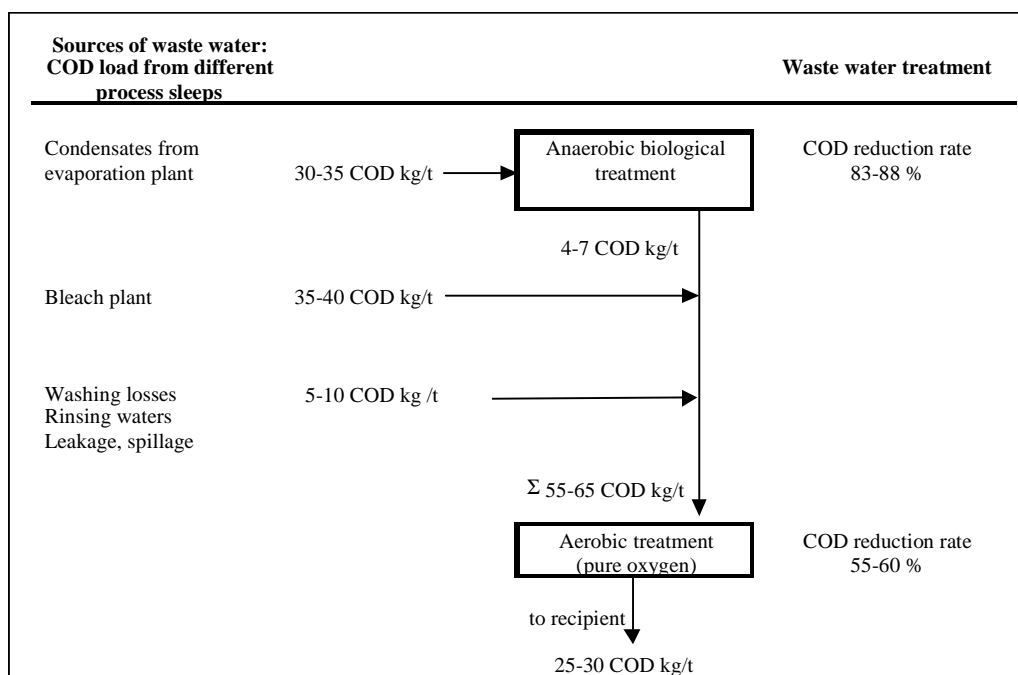 Sources of waste water:
COD load from different
process sleeps
Waste water treatment
Condensates from
evaporation plant
30-35 COD kg/t
Anaerobic biological
treatment
COD reduction rate
83-88 %
4-7 COD kg/t
Bleach plant
35-40 COD kg/t
Washing losses
Rinsing waters
Leakage, spillage
5-10 COD kg /t
Σ 55-65 COD kg/t
Aerobic treatment
(pure oxygen)
COD reduction rate
55-60 %
to recipient
25-30 COD kg/t